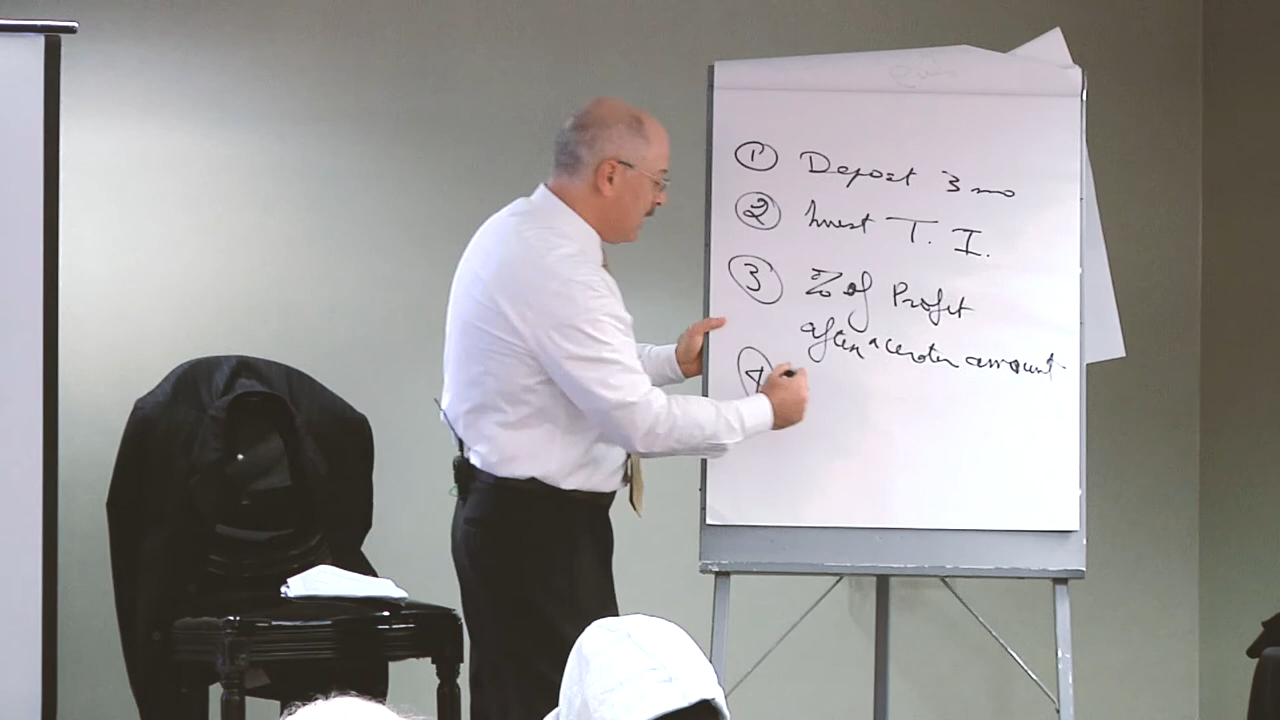 ① Deposit 3 mo
② Invest T. I.
③ % of Profit
after a certain amount
④